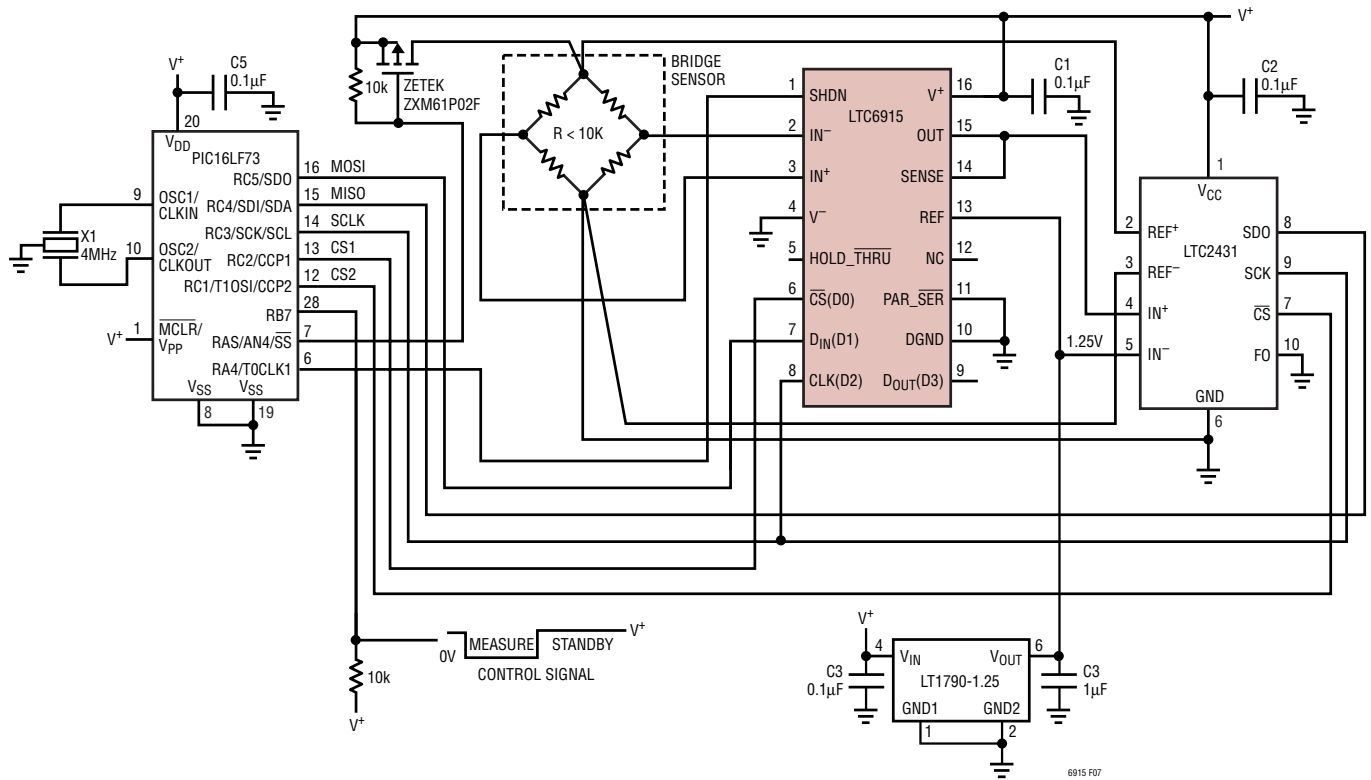 V+
V+
C5
0.1µF
10k
ZETEK
ZXM61P02F
BRIDGE
SENSOR
R < 10K
20
VDD
PIC16LF73
RC5/SDO
16 MOSI
RC4/SDI/SDA
15 MISO
RC3/SCK/SCL
14 SCLK
RC2/CCP1
13 CS1
RC1/T1OSI/CCP2
12 CS2
RB7
28
RAS/AN4/SS
7
RA4/T0CLK1
6
9
OSC1/
CLKIN
10
OSC2/
CLKOUT
X1
4MHz
V+
1
MCLR/
VPP
VSS
VSS
8
19
LTC6915
1
SHDN
2
IN−
3
IN+
4
V−
5
HOLD_THRU
6
CS(D0)
7
DIN(D1)
8
CLK(D2)
V+
16
OUT
15
SENSE
14
REF
13
NC
12
PAR_SER
11
DGND
10
DOUT(D3)
9
C1
0.1µF
C2
0.1µF
1
VCC
LTC2431
2
REF+
3
REF−
4
IN+
5
IN−
1.25V
SDO
8
SCK
9
CS
7
FO
10
GND
6
0V
MEASURE
STANDBY
V+
CONTROL SIGNAL
10k
V+
V+
4
VIN
VOUT
6
LT1790-1.25
GND1
GND2
1
2
C3
0.1µF
C3
1µF
6915 F07